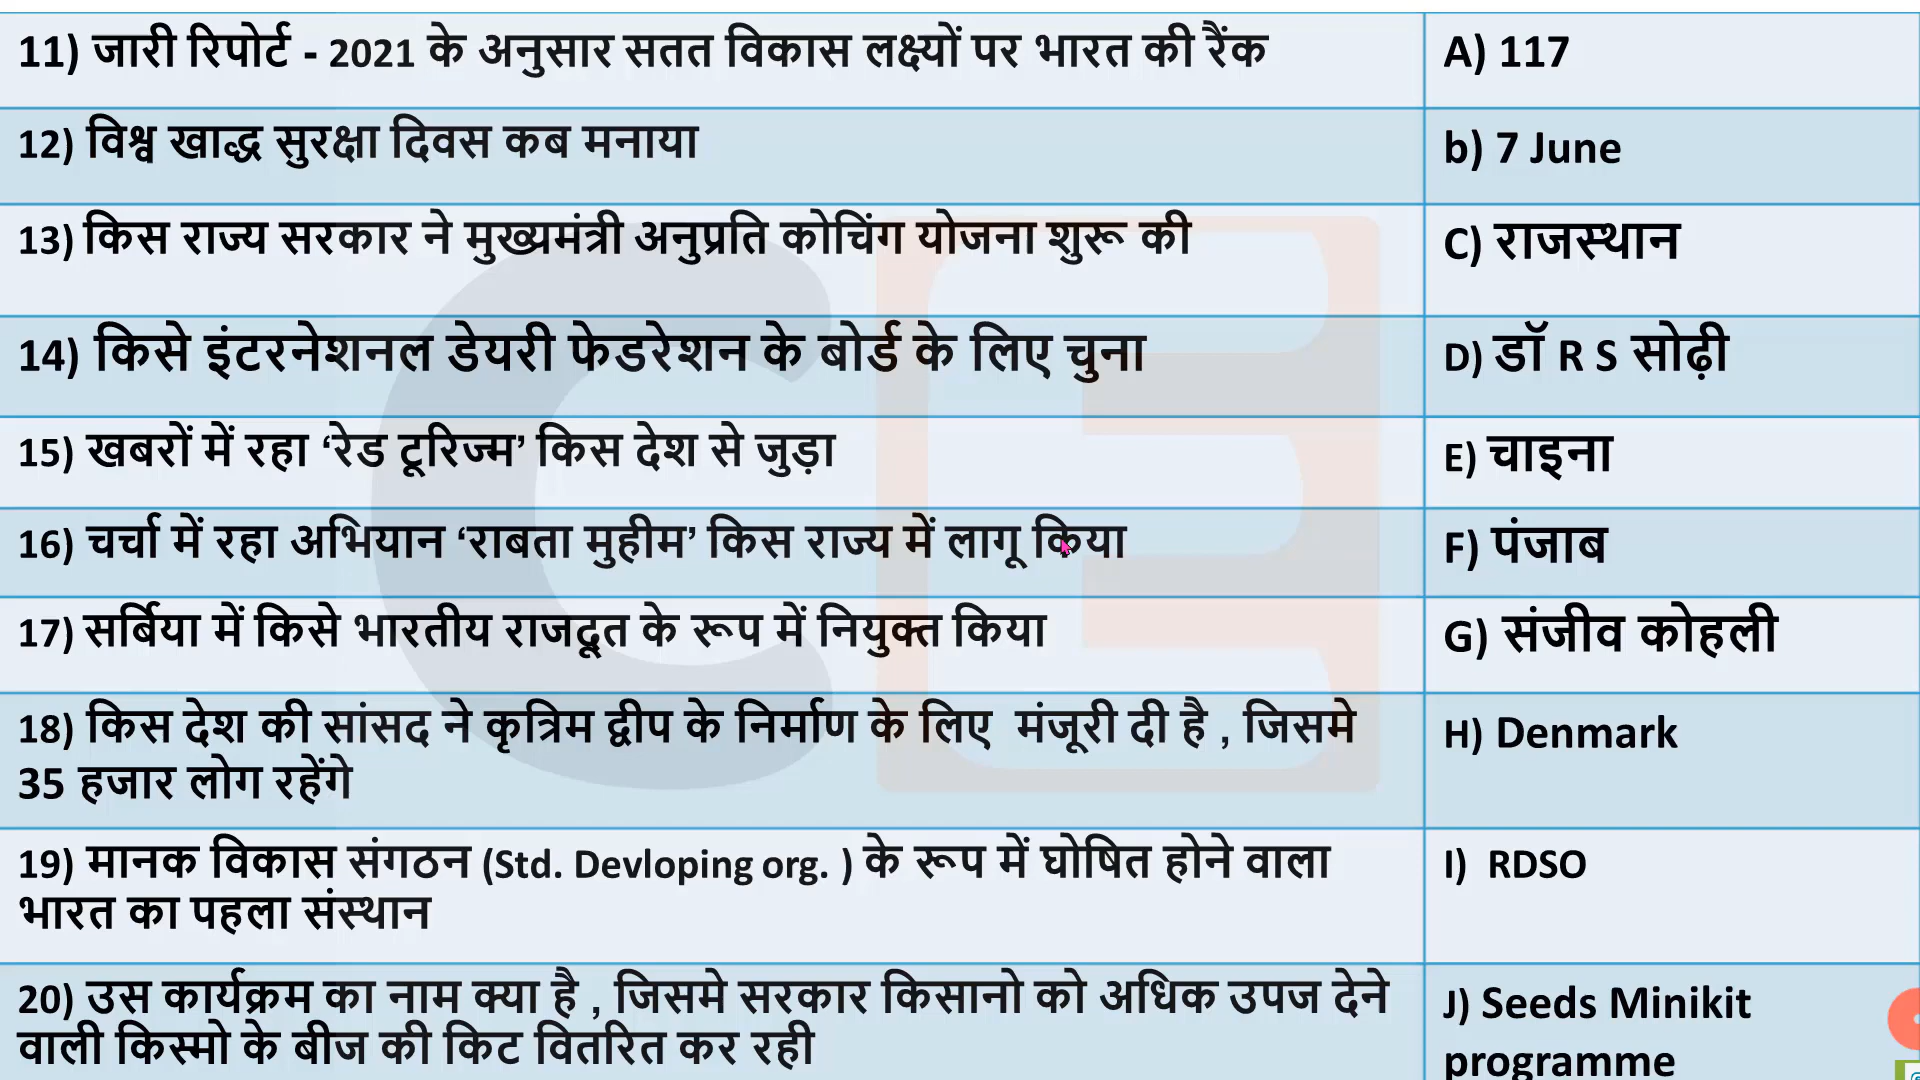 11) जारी रिपोर्ट - 2021 के अनुसार सतत विकास लक्ष्यों पर भारत की रैंक
A) 117
12) विश्व खाद्ध सुरक्षा दिवस कब मनाया
b) 7 June
13) किस राज्य सरकार ने मुख्यमंत्री अनुप्रति कोचिंग योजना शुरू की
C) राजस्थान
14) किसे इंटरनेशनल डेयरी फेडरेशन के बोर्ड के लिए चुना
D) डॉ R S सोढ़ी
15) खबरों में रहा ‘रेड टूरिज्म’ किस देश से जुड़ा
E) चाइना
16) चर्चा में रहा अभियान ‘राबता मुहीम’ किस राज्य में लागू किया
F) पंजाब
17) सर्बिया में किसे भारतीय राजदूत के रूप में नियुक्त किया
G) संजीव कोहली
18) किस देश की सांसद ने कृत्रिम द्वीप के निर्माण के लिए मंजूरी दी है , जिसमे
35 हजार लोग रहेंगे
H) Denmark
19) मानक विकास संगठन (Std. Devloping org. ) के रूप में घोषित होने वाला
भारत का पहला संस्थान
I) RDSO
20) उस कार्यक्रम का नाम क्या है , जिसमे सरकार किसानो को अधिक उपज देने
वाली किस्मो के बीज की किट वितरित कर रही
J) Seeds Minikit
programme